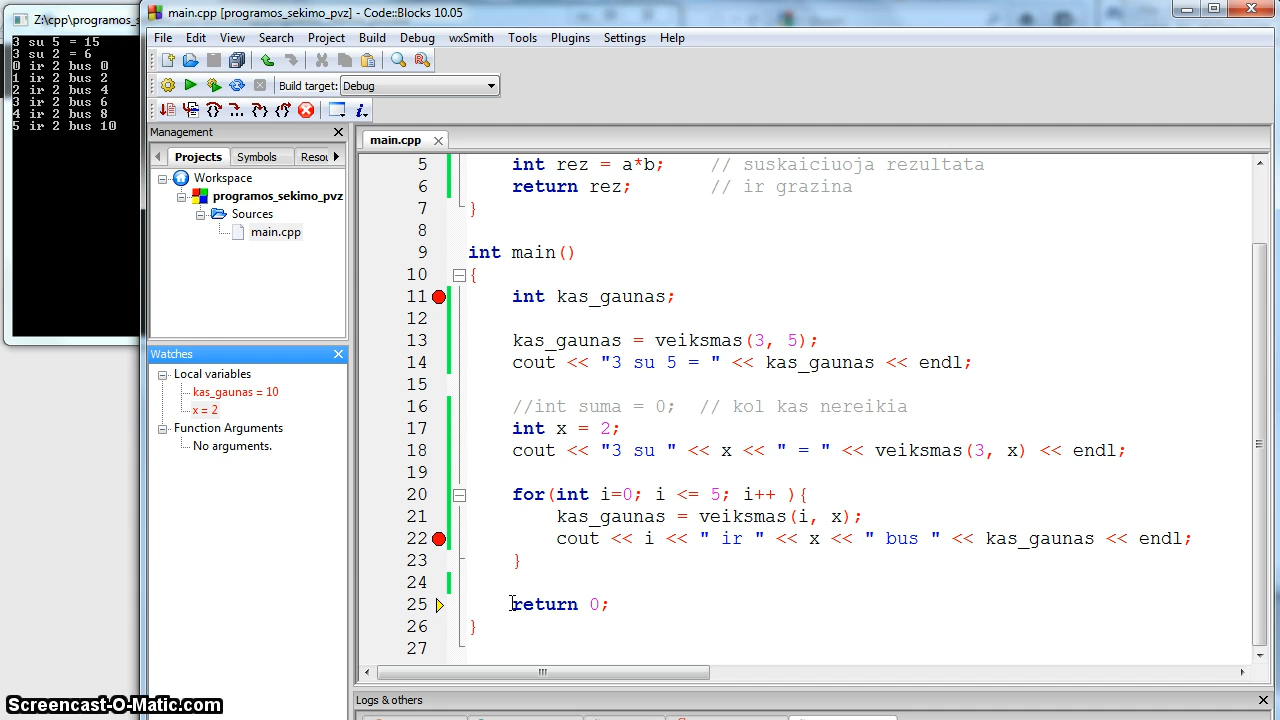 Z:\cpp\programos_s
3 su 5 = 15
3 su 2 = 6
0 ir 2 bus 0
1 ir 2 bus 2
2 ir 2 bus 4
3 ir 2 bus 6
4 ir 2 bus 8
5 ir 2 bus 10
main.cpp [programos_sekimo_pvz] - Code::Blocks 10.05
File Edit View Search Project Build Debug wxSmith Tools Plugins Settings Help
Build target: Debug
Management
Projects Symbols Resou
Workspace
programos_sekimo_pvz
Sources
main.cpp
Watches
Local variables
kas_gaunas = 10
x = 2
Function Arguments
No arguments.
main.cpp
5 int rez = a*b; // suskaiciuoja rezultata
6 return rez; // ir grazina
7 }
8
9 int main()
10 {
11 int kas_gaunas;
12
13 kas_gaunas = veiksmas(3, 5);
14 cout << "3 su 5 = " << kas_gaunas << endl;
15
16 //int suma = 0; // kol kas nereikia
17 int x = 2;
18 cout << "3 su " << x << " = " << veiksmas(3, x) << endl;
19
20 for(int i=0; i <= 5; i++ ){
21 kas_gaunas = veiksmas(i, x);
22 cout << i << " ir " << x << " bus " << kas_gaunas << endl;
23 }
24
25 return 0;
26 }
27
Logs & others
Screencast-O-Matic.com